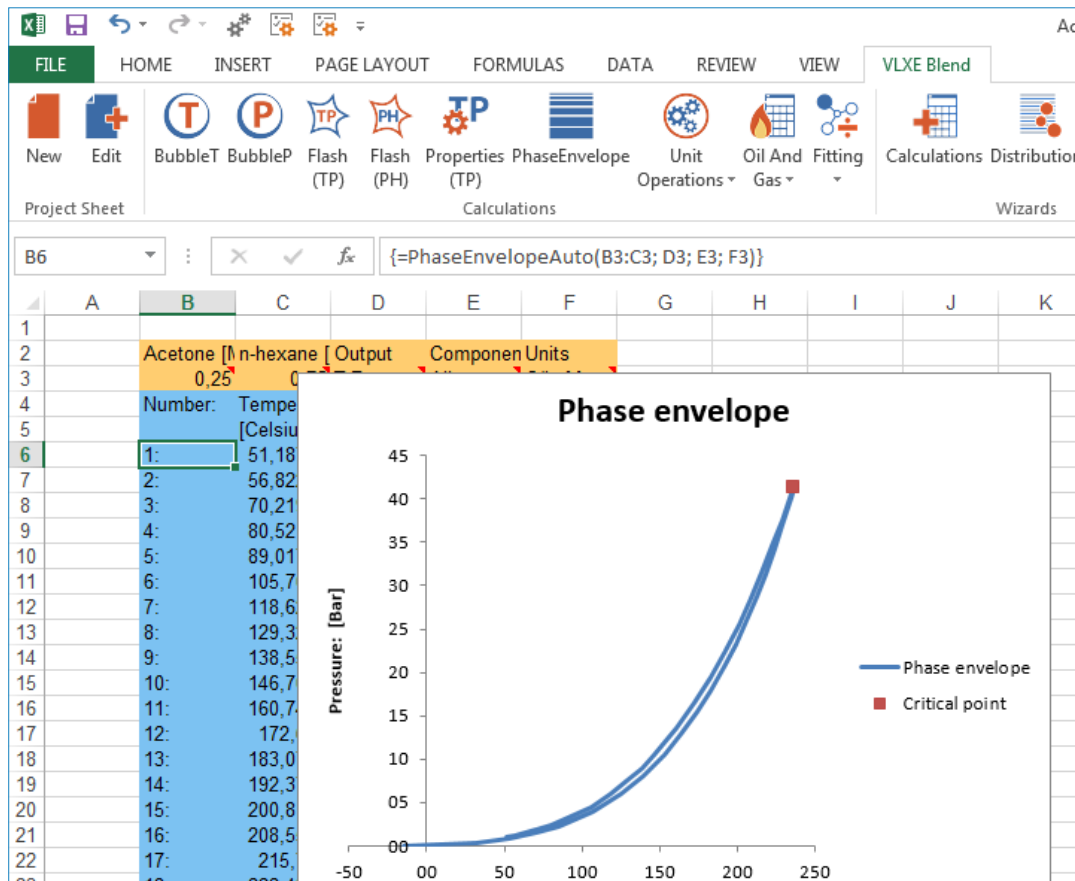 Ac
FILE HOME INSERT PAGE LAYOUT FORMULAS DATA REVIEW VIEW VLXE Blend
New Edit BubbleT BubbleP Flash (TP) Flash (PH) Properties (TP) PhaseEnvelope Unit Operations Oil And Gas Fitting Calculations Distribution
Project Sheet Calculations Wizards
B6 fx {=PhaseEnvelopeAuto(B3:C3; D3; E3; F3)}
A B C D E F G H I J K
1
2 Acetone [M n-hexane [ Output Componen Units
3 0,25
4 Number: Tempe
5 [Celsiu
6 1: 51,187
7 2: 56,82
8 3: 70,21
9 4: 80,52
10 5: 89,017
11 6: 105,7
12 7: 118,6
13 8: 129,3
14 9: 138,5
15 10: 146,7
16 11: 160,7
17 12: 172,
18 13: 183,0
19 14: 192,3
20 15: 200,8
21 16: 208,5
22 17: 215,
Phase envelope
45
40
35
30
25
20
15
10
05
00
Pressure: [Bar]
-50 00 50 100 150 200 250
Phase envelope
Critical point